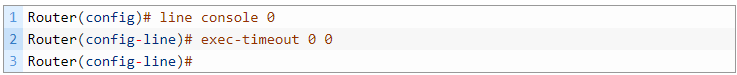 1 Router(config)# line console 0
2 Router(config-line)# exec-timeout 0 0
3 Router(config-line)#